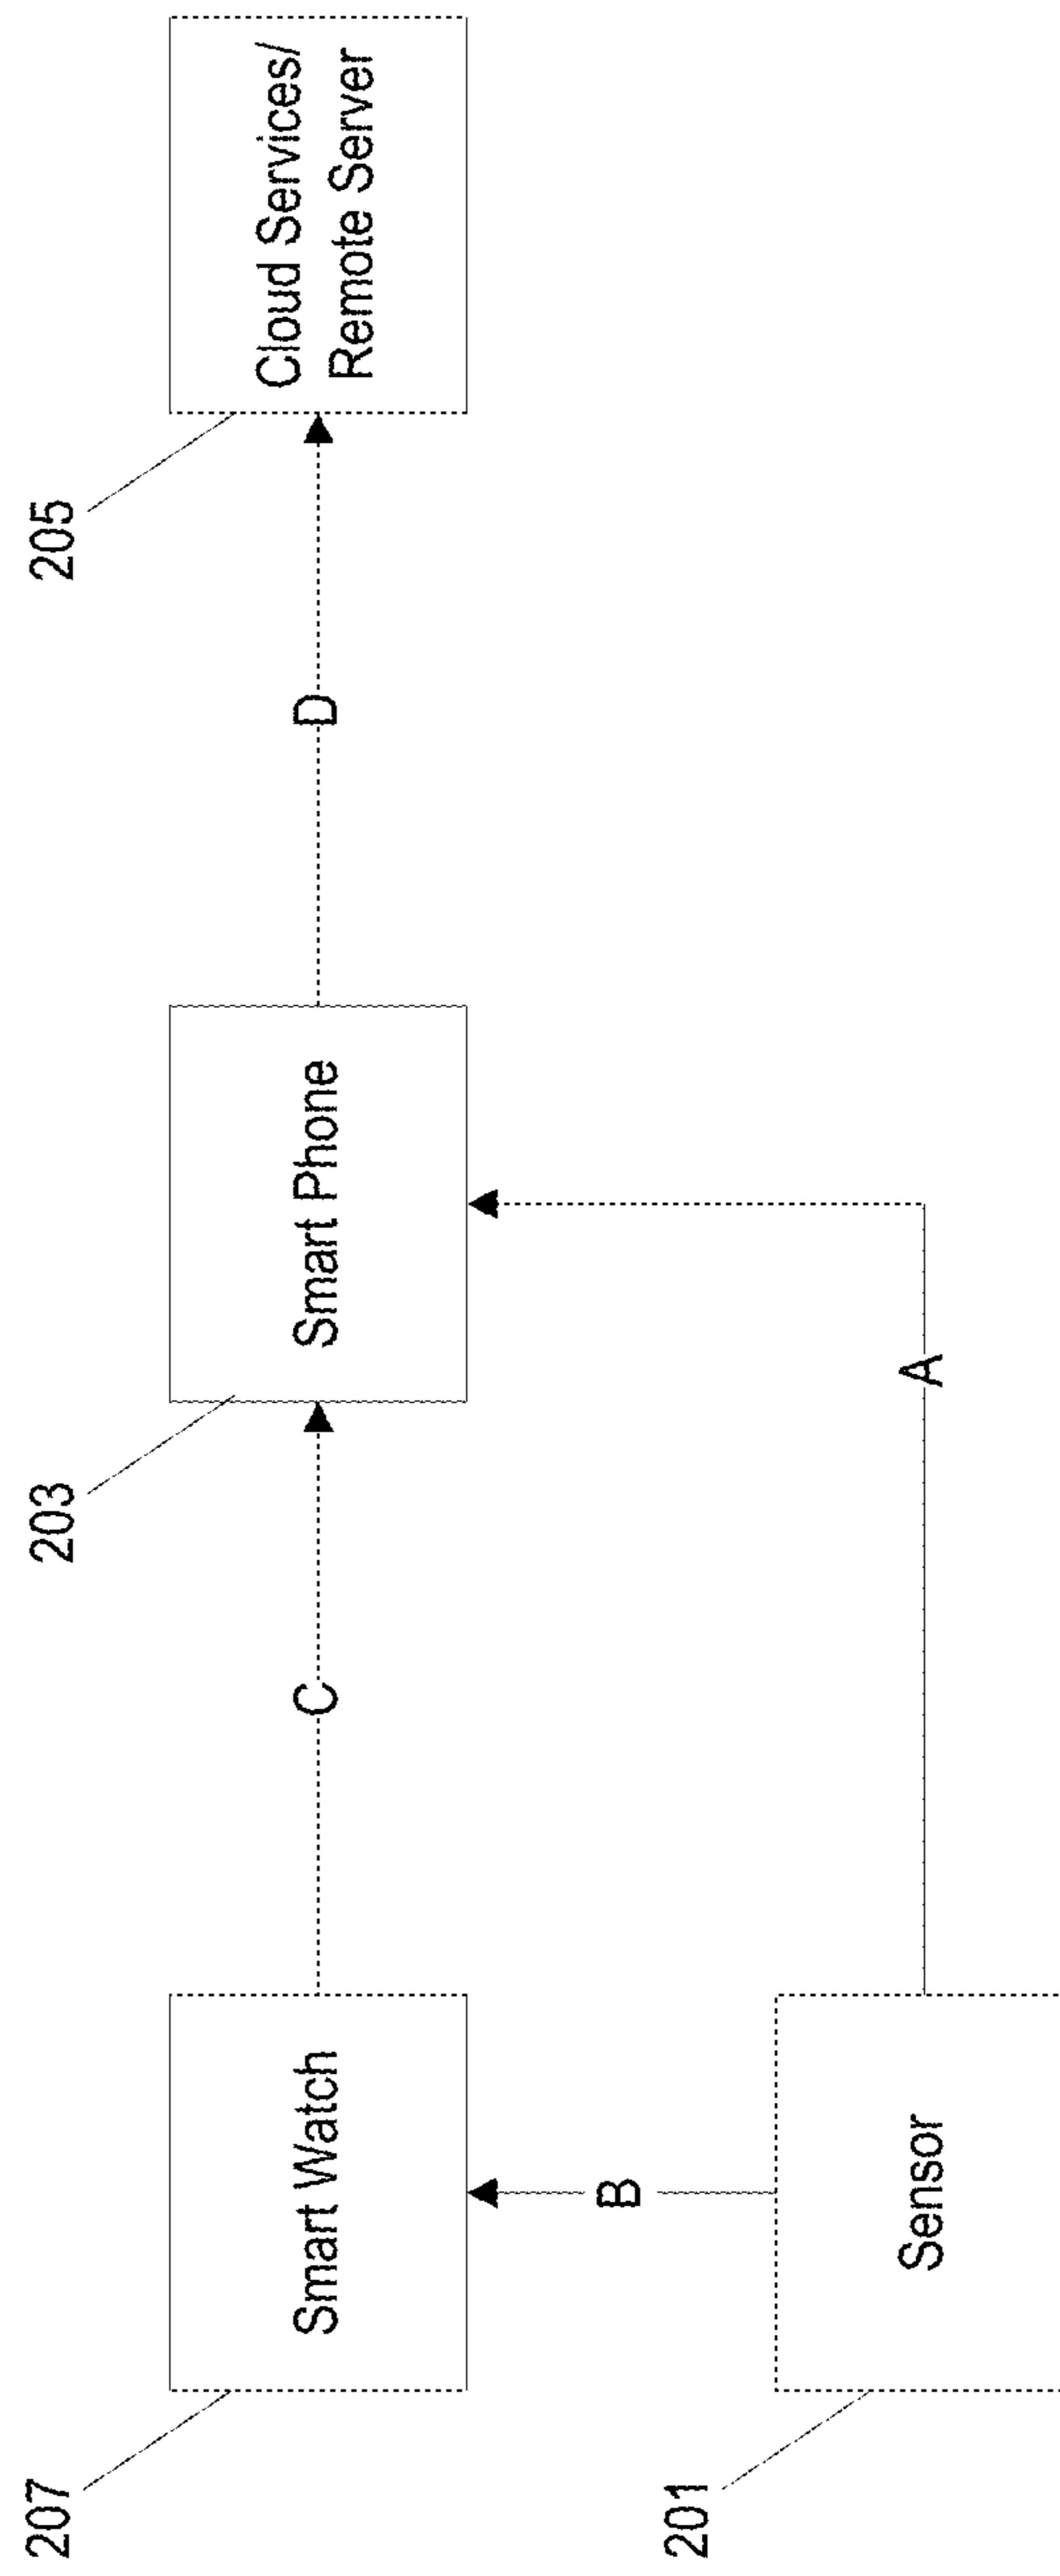 207
Smart Watch
C
203
Smart Phone
D
205
Cloud Services/
Remote Server
B
201
Sensor
A